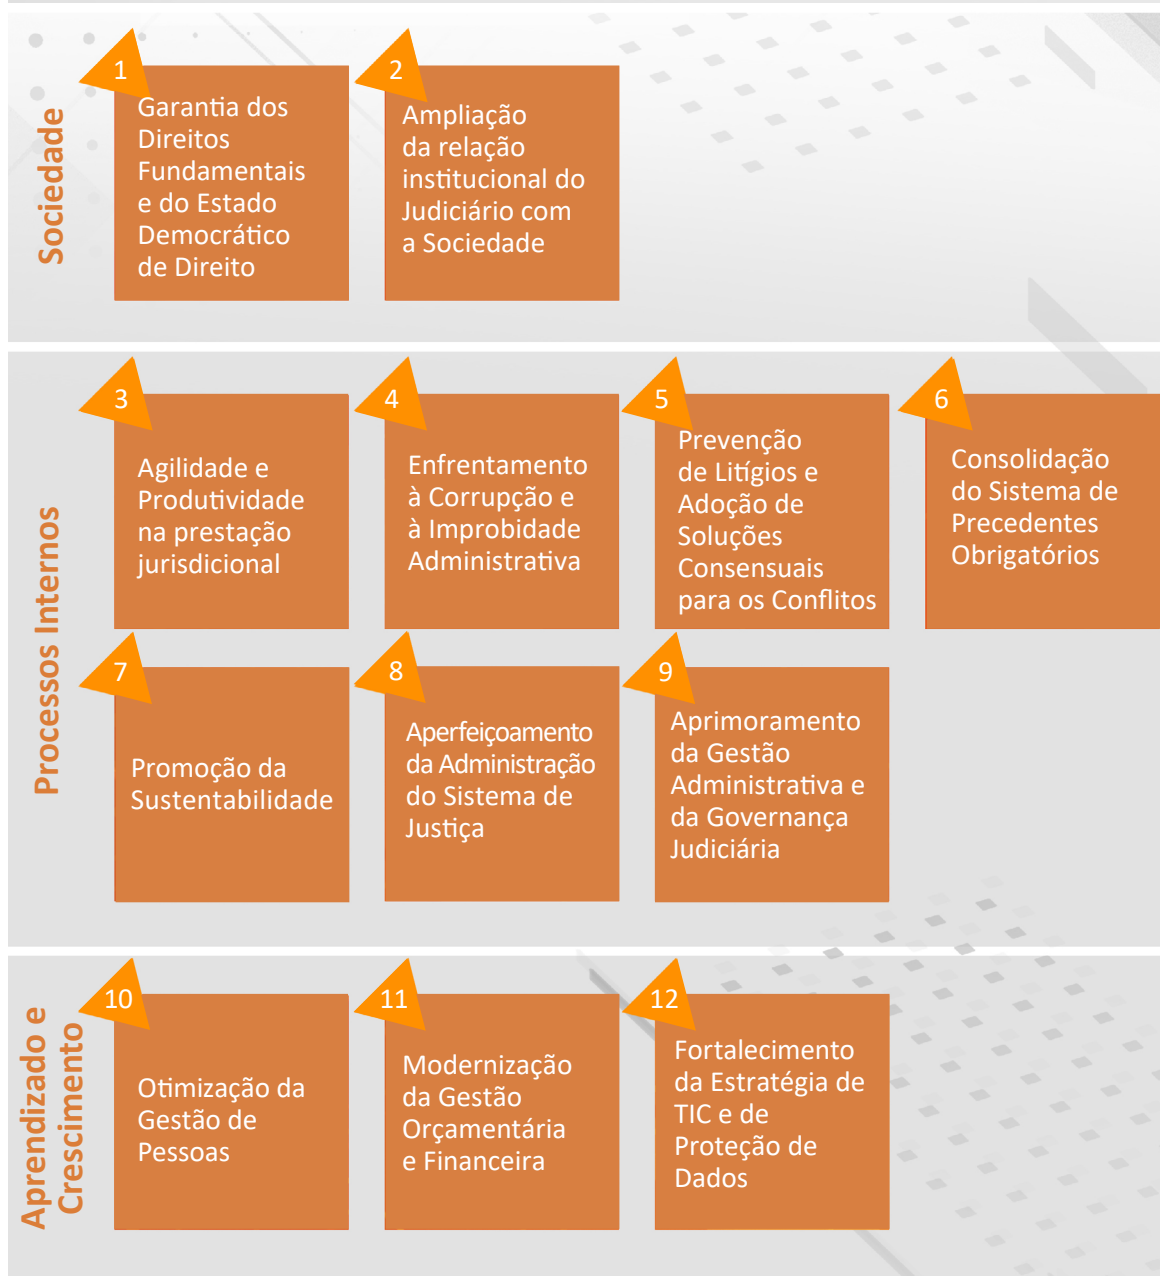 Sociedade
1
Garantia dos
Direitos
Fundamentais
e do Estado
Democrático
de Direito
2
Ampliação
da relação
institucional do
Judiciário com
a Sociedade
Processos Internos
3
Agilidade e
Produtividade
na prestação
jurisdicional
4
Enfrentamento
à Corrupção e
à Improbidade
Administrativa
5
Prevenção
de Litígios e
Adoção de
Soluções
Consensuais
para os Conflitos
6
Consolidação
do Sistema de
Precedentes
Obrigatórios
7
Promoção da
Sustentabilidade
8
Aperfeiçoamento
da Administração
do Sistema de
Justiça
9
Aprimoramento
da Gestão
Administrativa e
da Governança
Judiciária
Aprendizado e
Crescimento
10
Otimização da
Gestão de
Pessoas
11
Modernização
da Gestão
Orçamentária
e Financeira
12
Fortalecimento
da Estratégia de
TIC e de
Proteção de
Dados